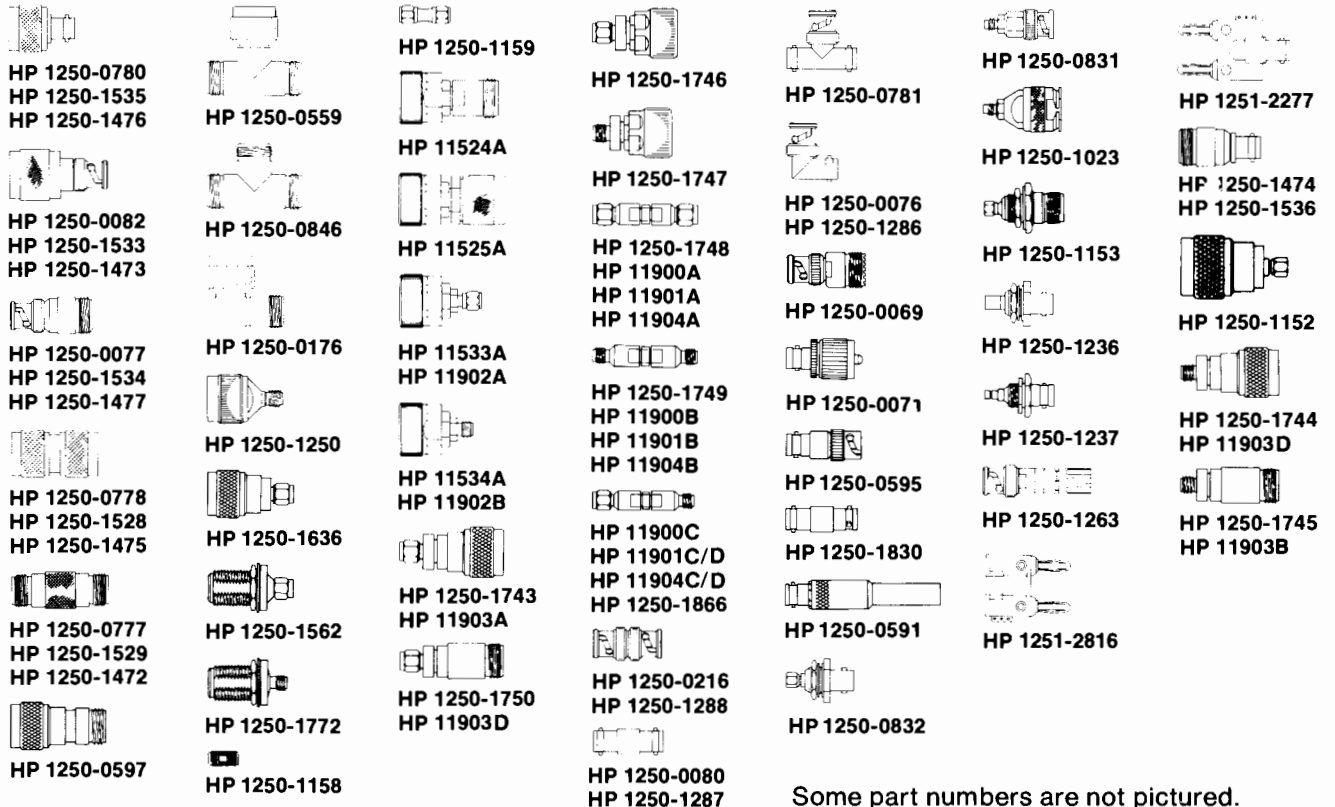 HP 1250-0780
HP 1250-1535
HP 1250-1476
HP 1250-0082
HP 1250-1533
HP 1250-1473
HP 1250-0077
HP 1250-1534
HP 1250-1477
HP 1250-0778
HP 1250-1528
HP 1250-1475
HP 1250-0777
HP 1250-1529
HP 1250-1472
HP 1250-0597
HP 1250-0559
HP 1250-0846
HP 1250-0176
HP 1250-1250
HP 1250-1636
HP 1250-1562
HP 1250-1772
HP 1250-1158
HP 1250-1159
HP 11524A
HP 11525A
HP 11533A
HP 11902A
HP 11534A
HP 11902B
HP 1250-1743
HP 11903A
HP 1250-1750
HP 11903D
HP 1250-1746
HP 1250-1747
HP 1250-1748
HP 11900A
HP 11901A
HP 11904A
HP 1250-1749
HP 11900B
HP 11901B
HP 11904B
HP 11900C
HP 11901C/D
HP 11904C/D
HP 1250-1866
HP 1250-0216
HP 1250-1288
HP 1250-0080
HP 1250-1287
HP 1250-0781
HP 1250-0076
HP 1250-1286
HP 1250-0069
HP 1250-0071
HP 1250-0595
HP 1250-1830
HP 1250-0591
HP 1250-0832
HP 1250-0831
HP 1250-1023
HP 1250-1153
HP 1250-1236
HP 1250-1237
HP 1250-1263
HP 1251-2816
HP 1251-2277
HP 1250-1474
HP 1250-1536
HP 1250-1152
HP 1250-1744
HP 11903D
HP 1250-1745
HP 11903B
Some part numbers are not pictured.